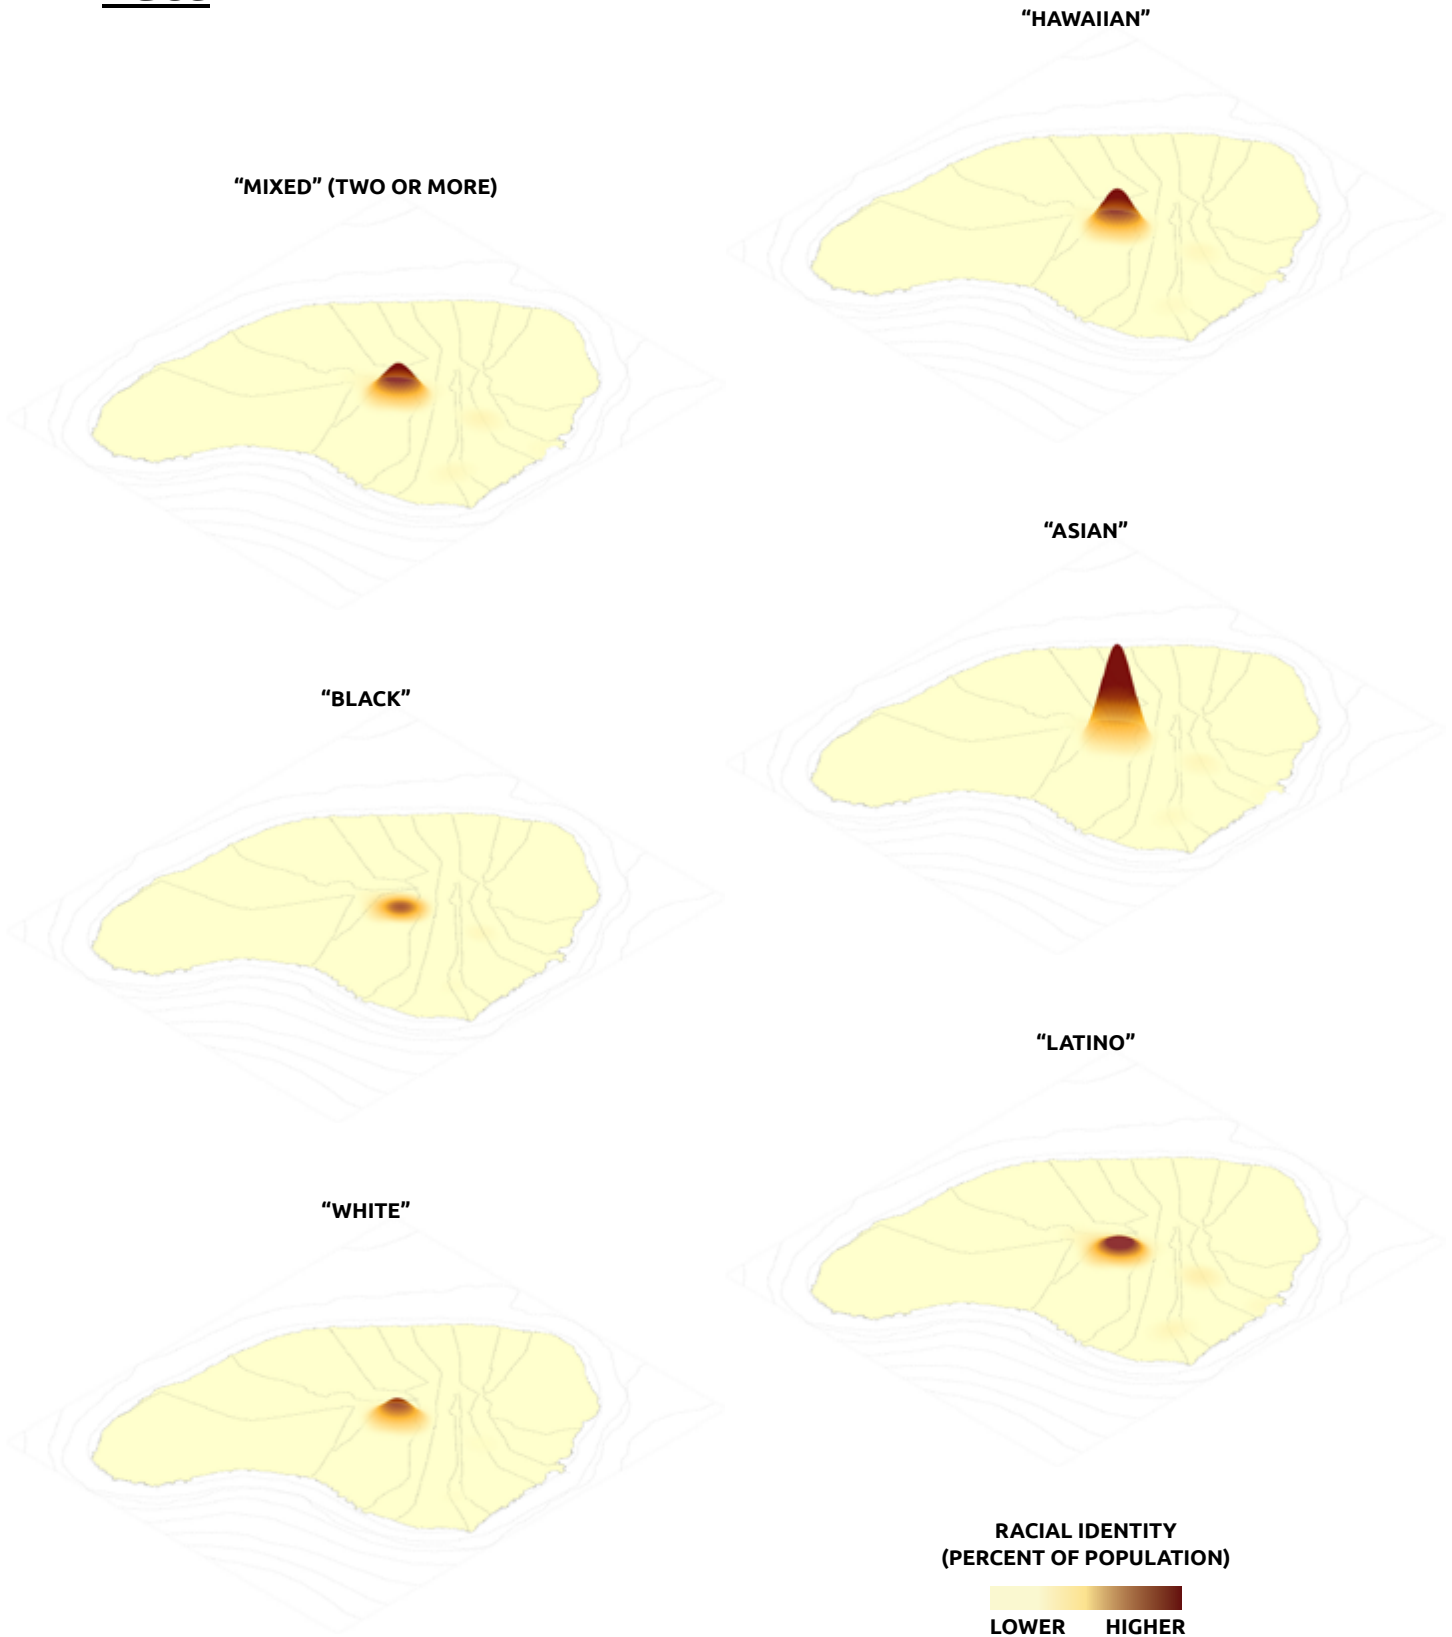 “HAWAIIAN”
“MIXED” (TWO OR MORE)
“ASIAN”
“BLACK”
“LATINO”
“WHITE”
RACIAL IDENTITY
(PERCENT OF POPULATION)
LOWER HIGHER